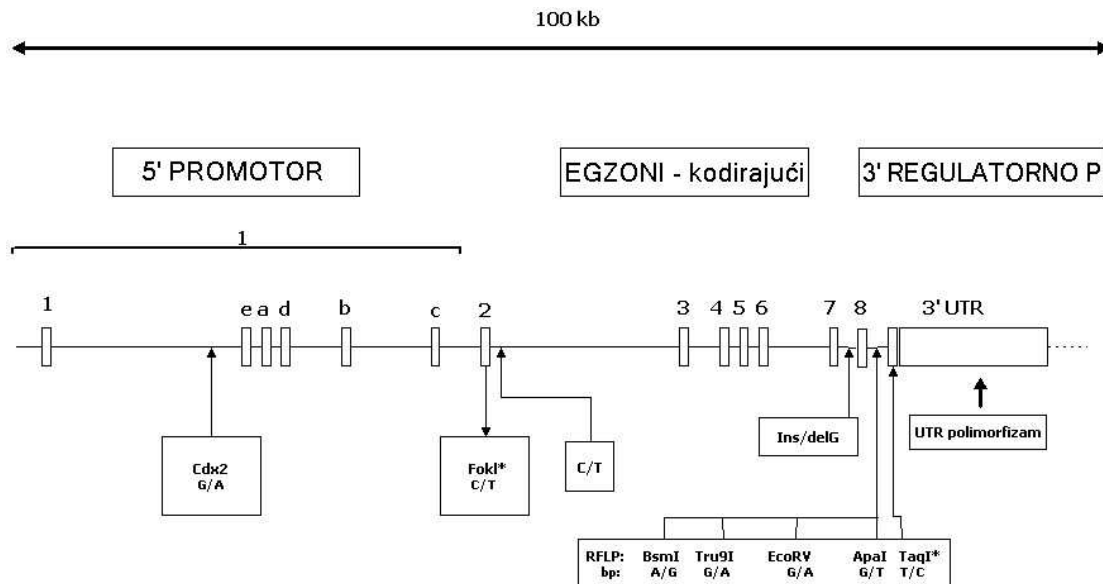 100 kb
5' PROMOTOR
EGZONI - kodirajući
3' REGULATORNO P
1
1 e a d b c 2 3 4 5 6 7 8 3' UTR
Cdx2
G/A
FokI*
C/T
C/T
Ins/delG
UTR polimorfizam
RFLP: BsmI Tru9I EcoRV ApaI TaqI*
bp: A/G G/A G/A G/T T/C